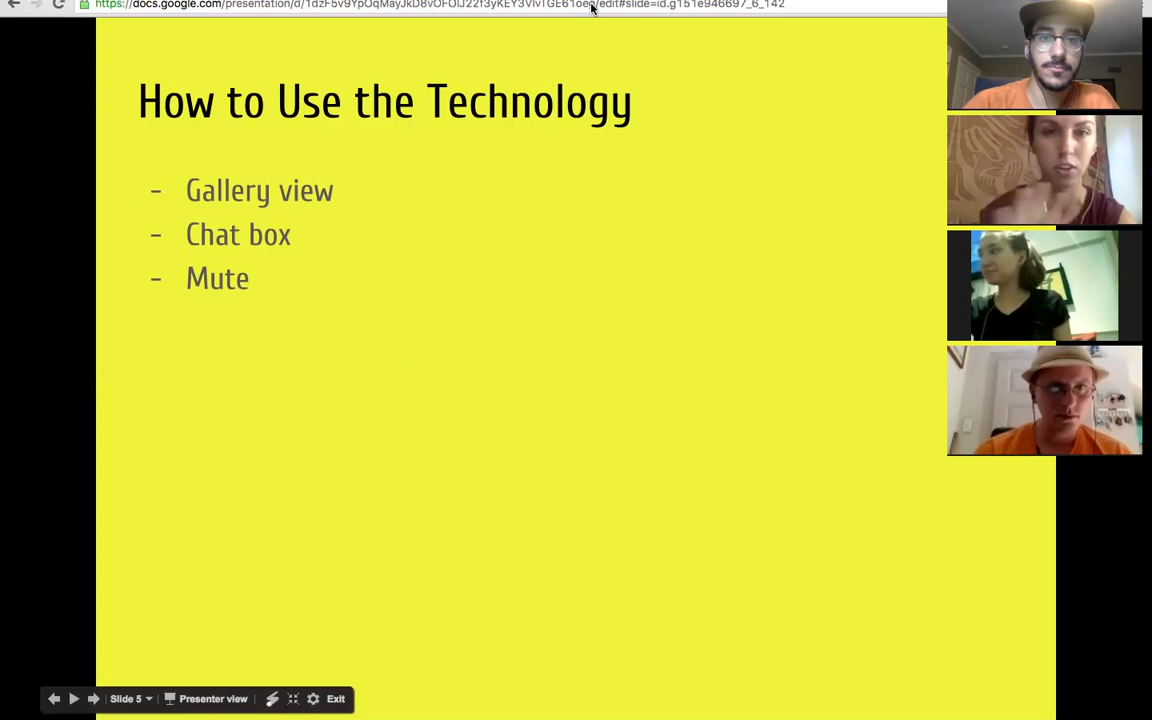 How to Use the Technology
- Gallery view
- Chat box
- Mute
Slide 5
Presenter view
Exit